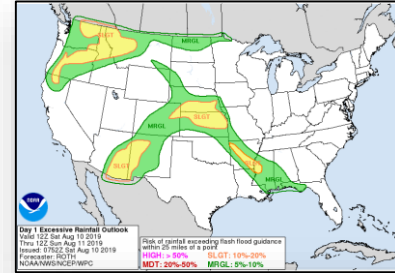 SLGT
MRGL
SLGT
MRGL
SLGT
SLGT
MRGL
NOAA
Day 1 Excessive Rainfall Outlook
Valid 12Z Sat Aug 10 2019
Thru 12Z Sun Aug 11 2019
Issued: 0752Z Sat Aug 10 2019
Forecaster: ROTH
NOAA/NWS/NCEP/WPC
Risk of rainfall exceeding flash flood guidance
within 25 miles of a point
HIGH: > 50% SLGT: 10%-20%
MDT: 20%-50% MRGL: 5%-10%